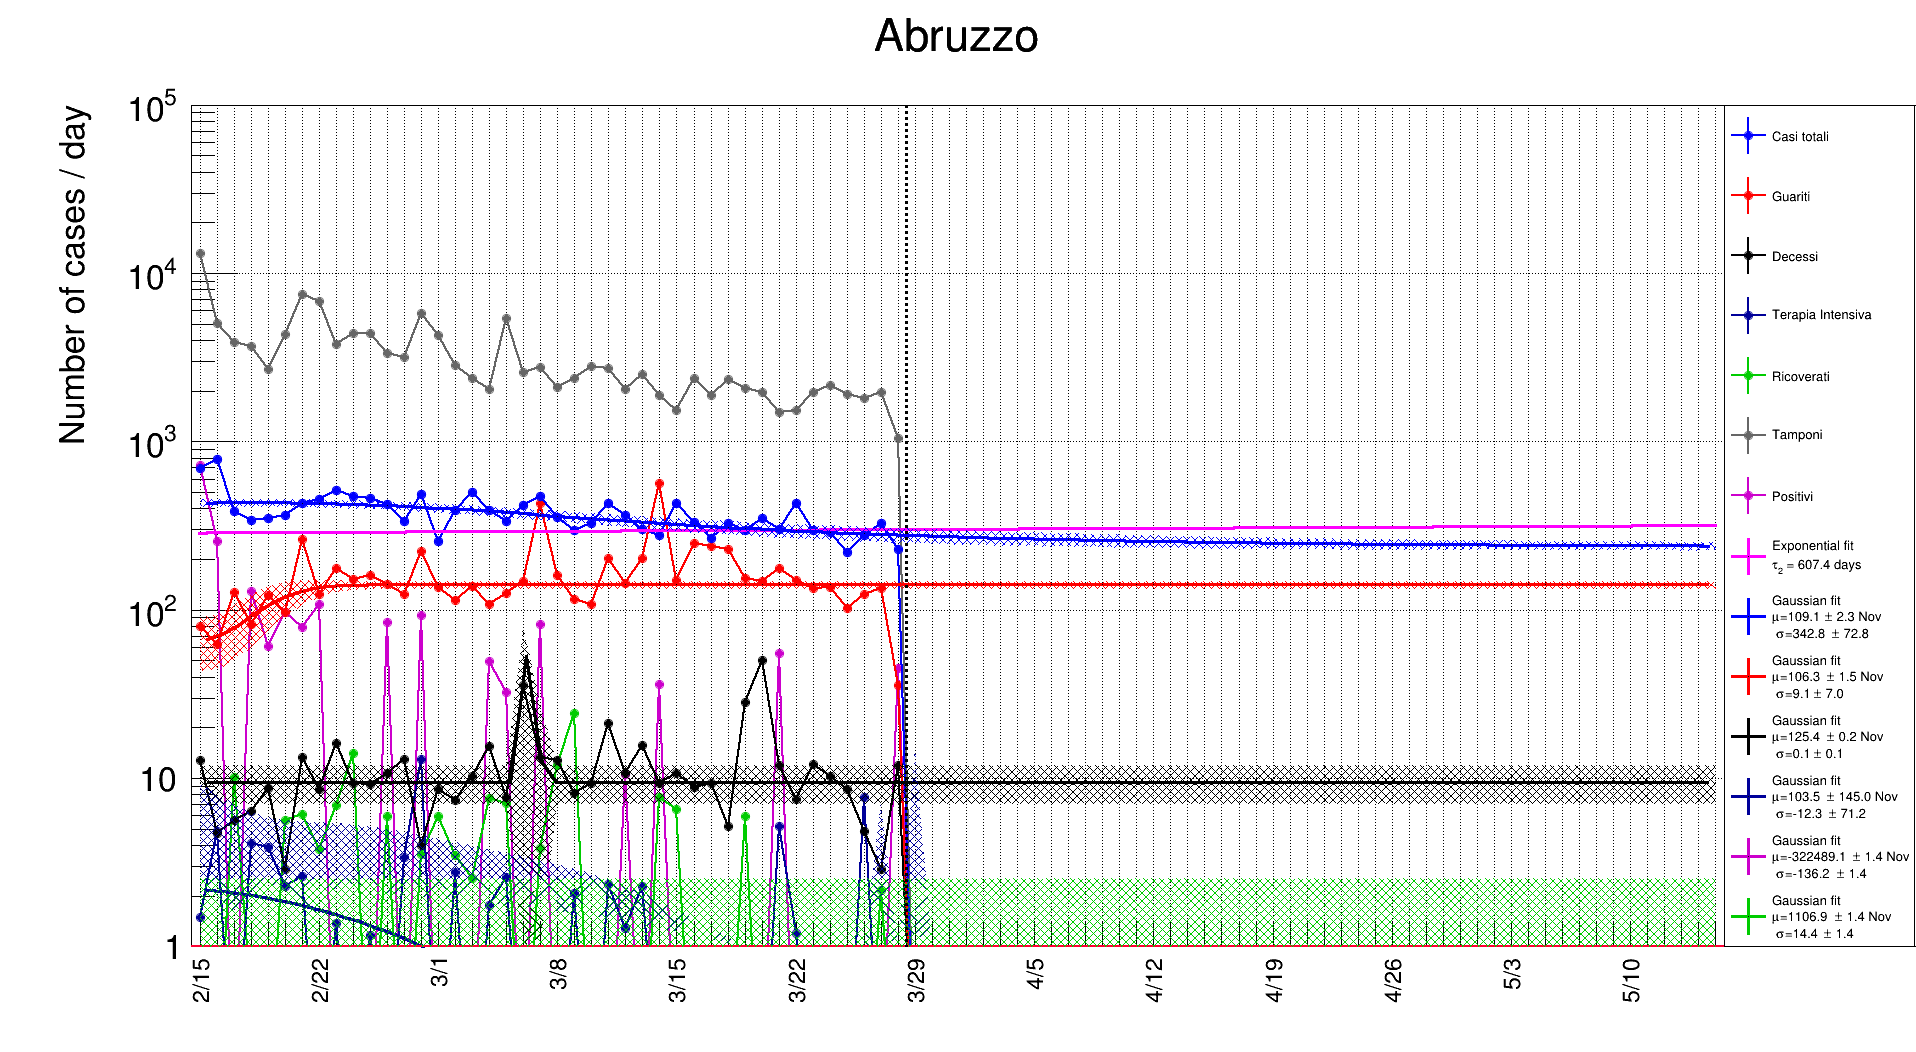 Abruzzo
Number of cases / day
10^5
10^4
10^3
10^2
10
1
2/15
2/22
3/1
3/8
3/15
3/22
3/29
4/5
4/12
4/19
4/26
5/3
5/10
Casi totali
Guariti
Decessi
Terapia Intensiva
Ricoverati
Tamponi
Positivi
Exponential fit
τ₂ = 607.4 days
Gaussian fit
μ=109.1 ± 2.3 Nov
σ=342.8 ± 72.8
Gaussian fit
μ=106.3 ± 1.5 Nov
σ=9.1 ± 7.0
Gaussian fit
μ=125.4 ± 0.2 Nov
σ=0.1 ± 0.1
Gaussian fit
μ=103.5 ± 145.0 Nov
σ=-12.3 ± 71.2
Gaussian fit
μ=-322489.1 ± 1.4 Nov
σ=-136.2 ± 1.4
Gaussian fit
μ=1106.9 ± 1.4 Nov
σ=14.4 ± 1.4